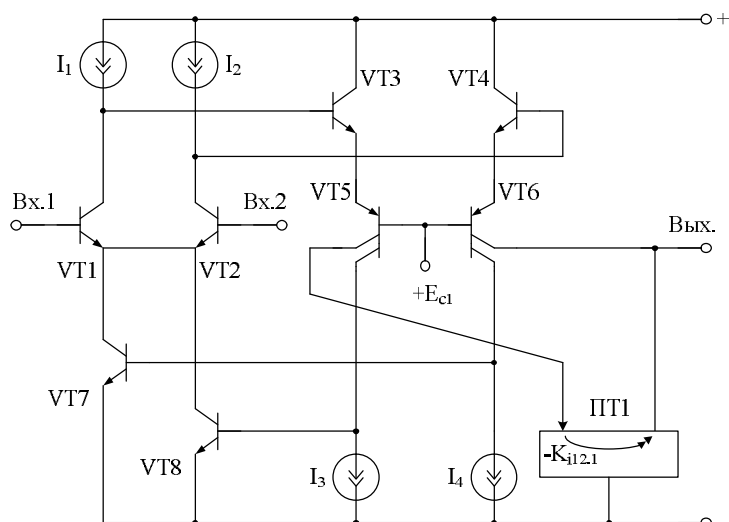 +
I1
I2
VT3
VT4
Вх.1
Вх.2
VT5
VT6
Вых.
VT1
VT2
+Ec1
VT7
ПТ1
-Ki12.1
VT8
I3
I4